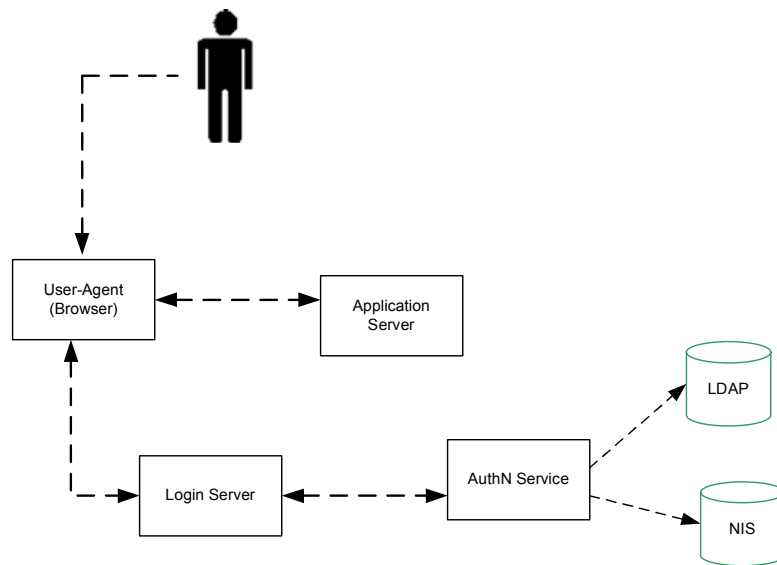 User-Agent
(Browser)
Application
Server
LDAP
AuthN Service
Login Server
NIS